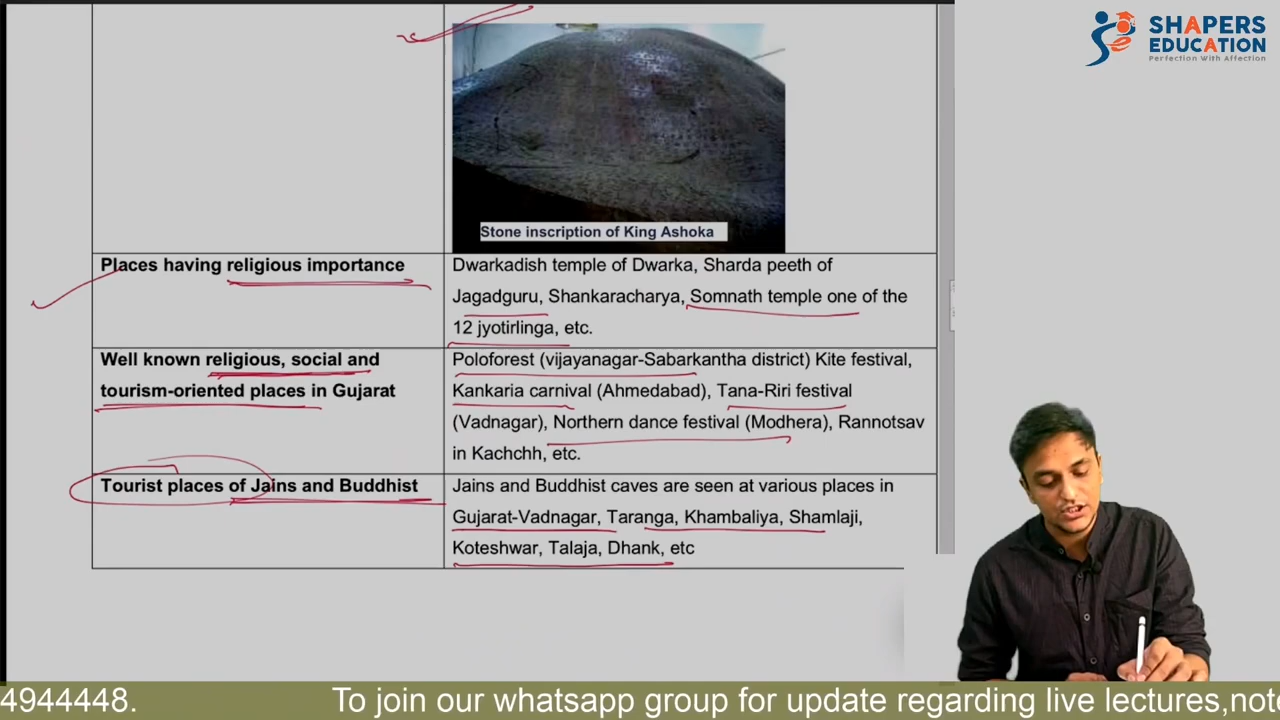 SHAPERS
EDUCATION
Perfection With Affection
Stone inscription of King Ashoka
Places having religious importance
Dwarkadish temple of Dwarka, Sharda peeth of
Jagadguru, Shankaracharya, Somnath temple one of the
12 jyotirlinga, etc.
Well known religious, social and
tourism-oriented places in Gujarat
Poloforest (vijayanagar-Sabarkantha district) Kite festival,
Kankaria carnival (Ahmedabad), Tana-Riri festival
(Vadnagar), Northern dance festival (Modhera), Rannotsav
in Kachchh, etc.
Tourist places of Jains and Buddhist
Jains and Buddhist caves are seen at various places in
Gujarat-Vadnagar, Taranga, Khambaliya, Shamlaji,
Koteshwar, Talaja, Dhank, etc
4944448. To join our whatsapp group for update regarding live lectures,note